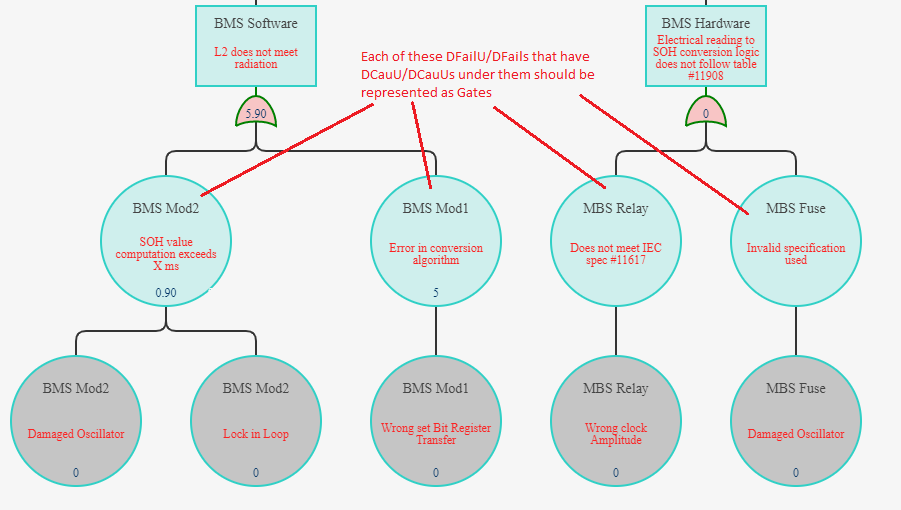 BMS Software
L2 does not meet
radiation
5.90
BMS Hardware
Electrical reading to
SOH conversion logic
does not follow table
#11908
0
Each of these DFailU/DFails that have
DCauU/DCauUs under them should be
represented as Gates
BMS Mod2
SOH value
computation exceeds
X ms
0.90
BMS Mod1
Error in conversion
algorithm
5
MBS Relay
Does not meet IEC
spec #11617
MBS Fuse
Invalid specification
used
BMS Mod2
Damaged Oscillator
0
BMS Mod2
Lock in Loop
0
BMS Mod1
Wrong set Bit Register
Transfer
0
MBS Relay
Wrong clock
Amplitude
0
MBS Fuse
Damaged Oscillator
0